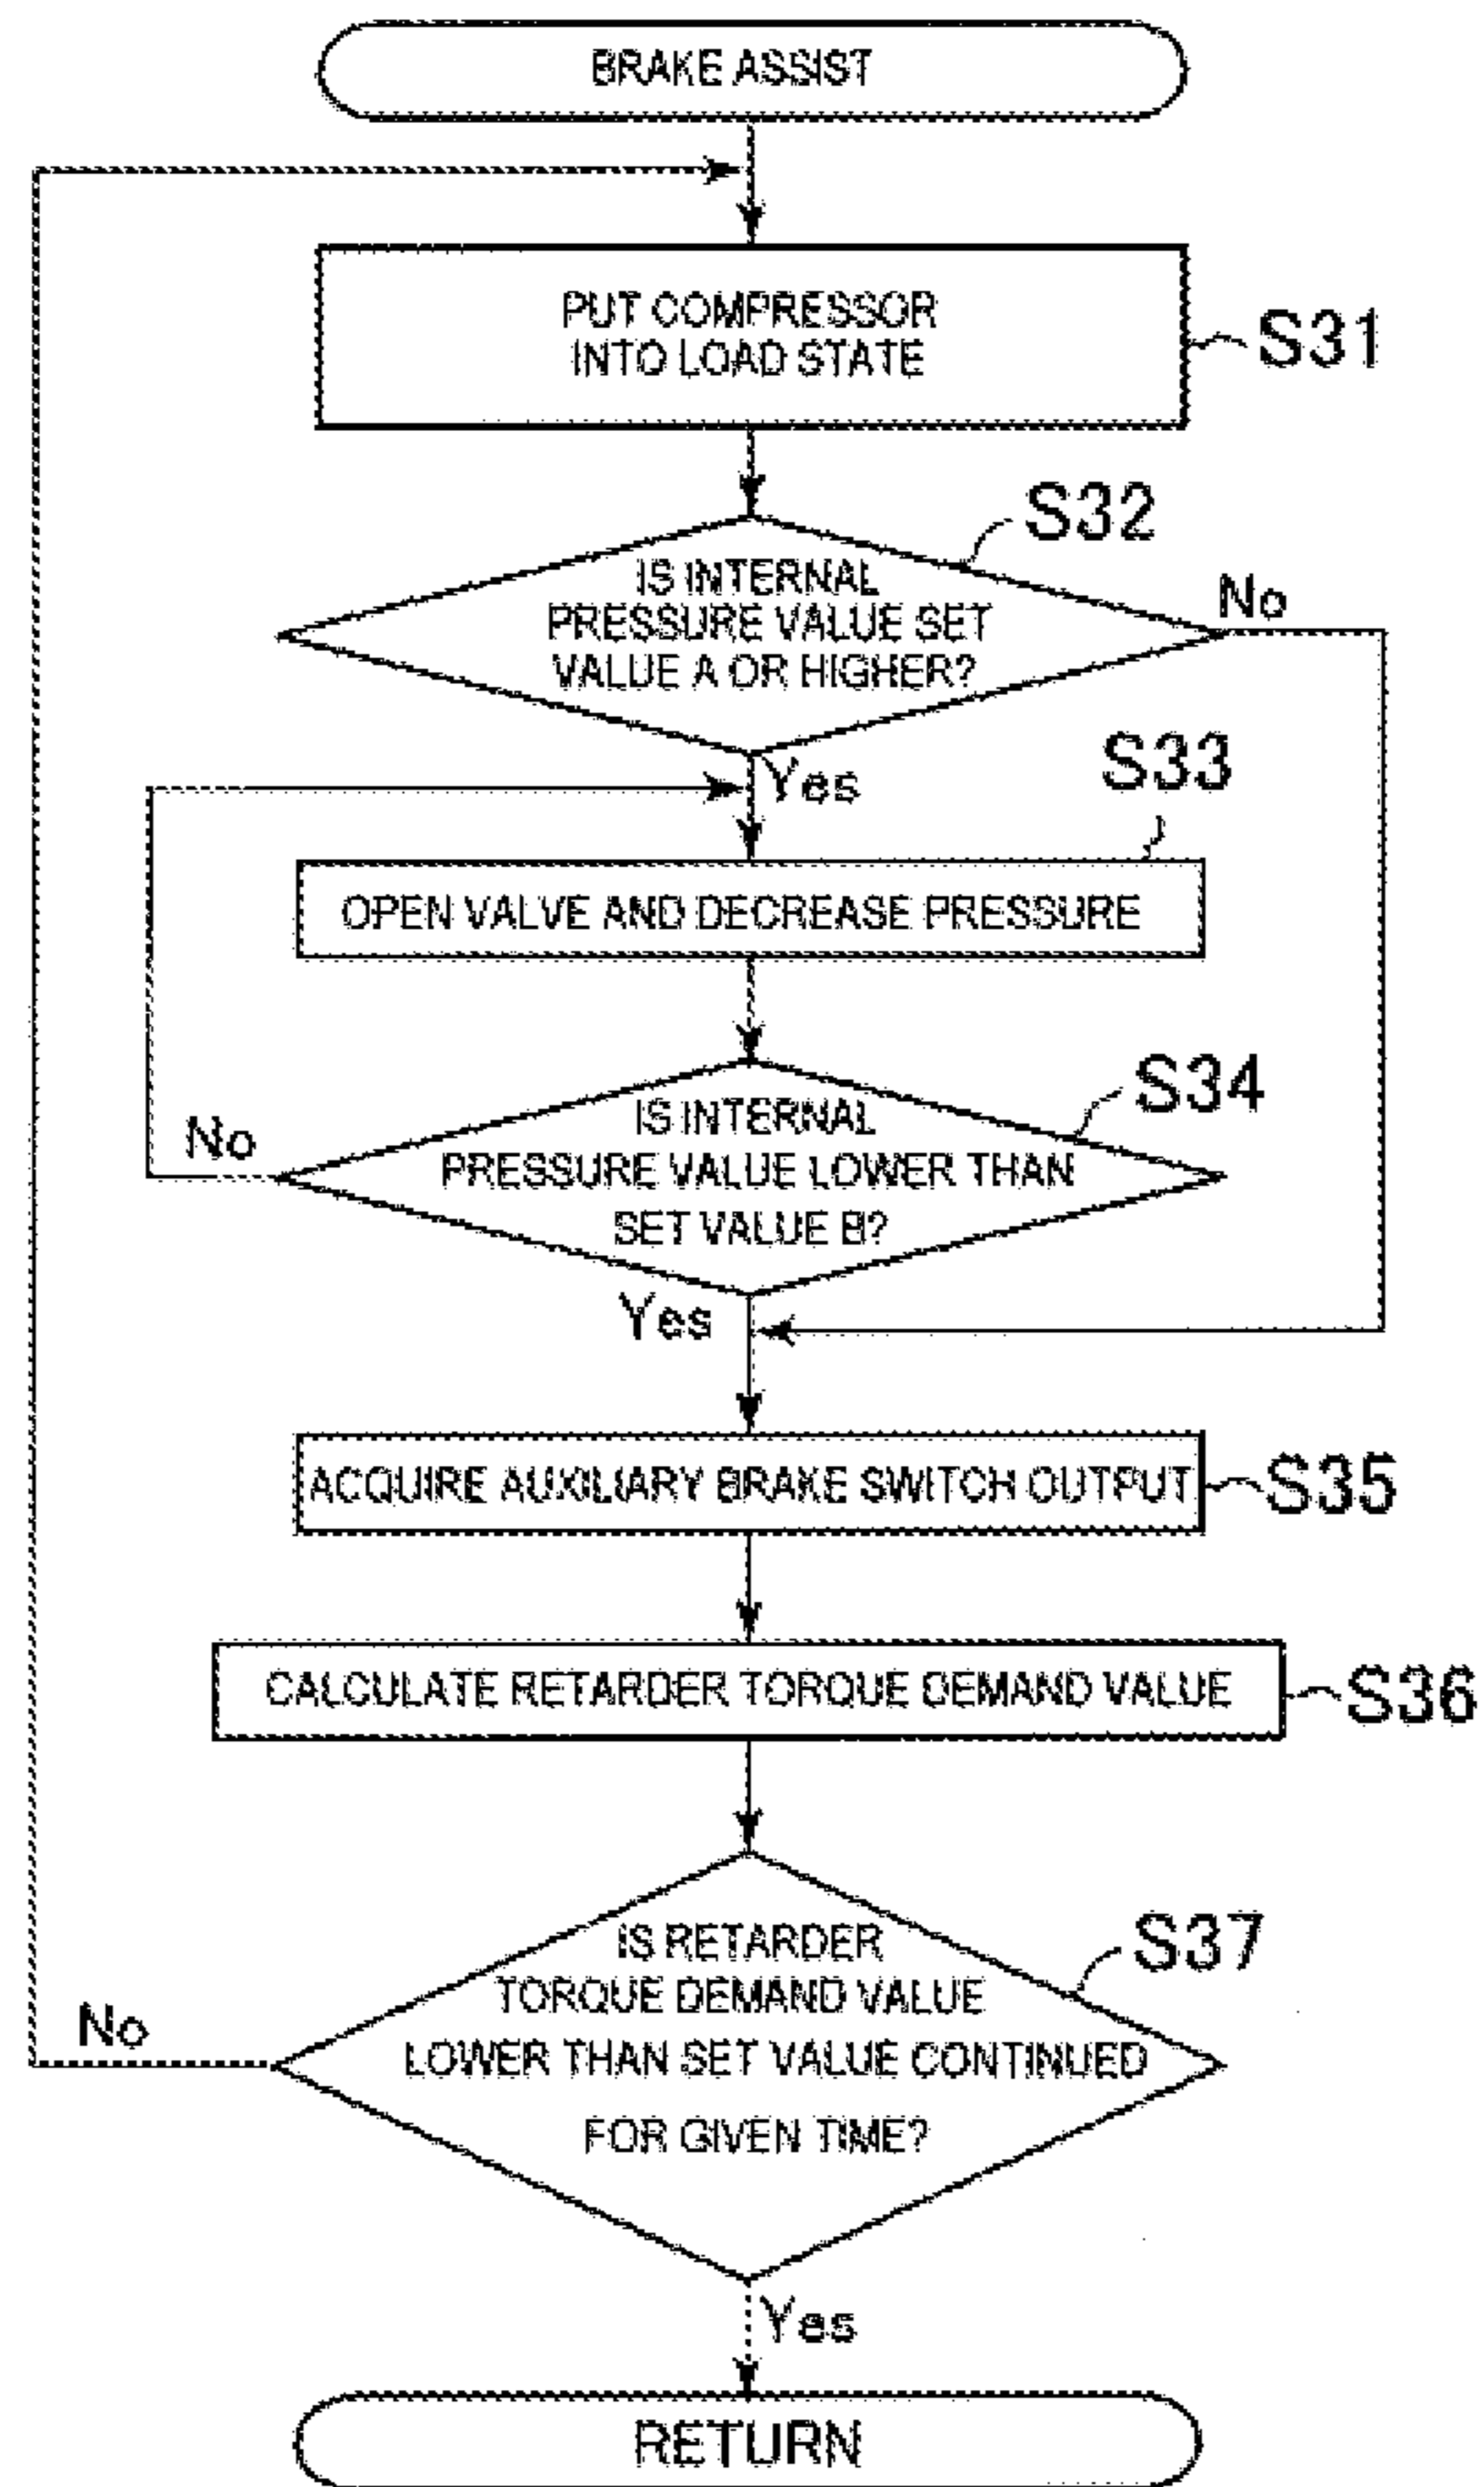 BRAKE ASSIST
PUT COMPRESSOR
INTO LOAD STATE
S31
S32
IS INTERNAL
PRESSURE VALUE SET
VALUE A OR HIGHER?
No
Yes
S33
OPEN VALVE AND DECREASE PRESSURE
S34
IS INTERNAL
PRESSURE VALUE LOWER THAN
SET VALUE B?
No
Yes
ACQUIRE AUXILIARY BRAKE SWITCH OUTPUT
S35
CALCULATE RETARDER TORQUE DEMAND VALUE
S36
S37
IS RETARDER
TORQUE DEMAND VALUE
LOWER THAN SET VALUE CONTINUED
FOR GIVEN TIME?
No
Yes
RETURN